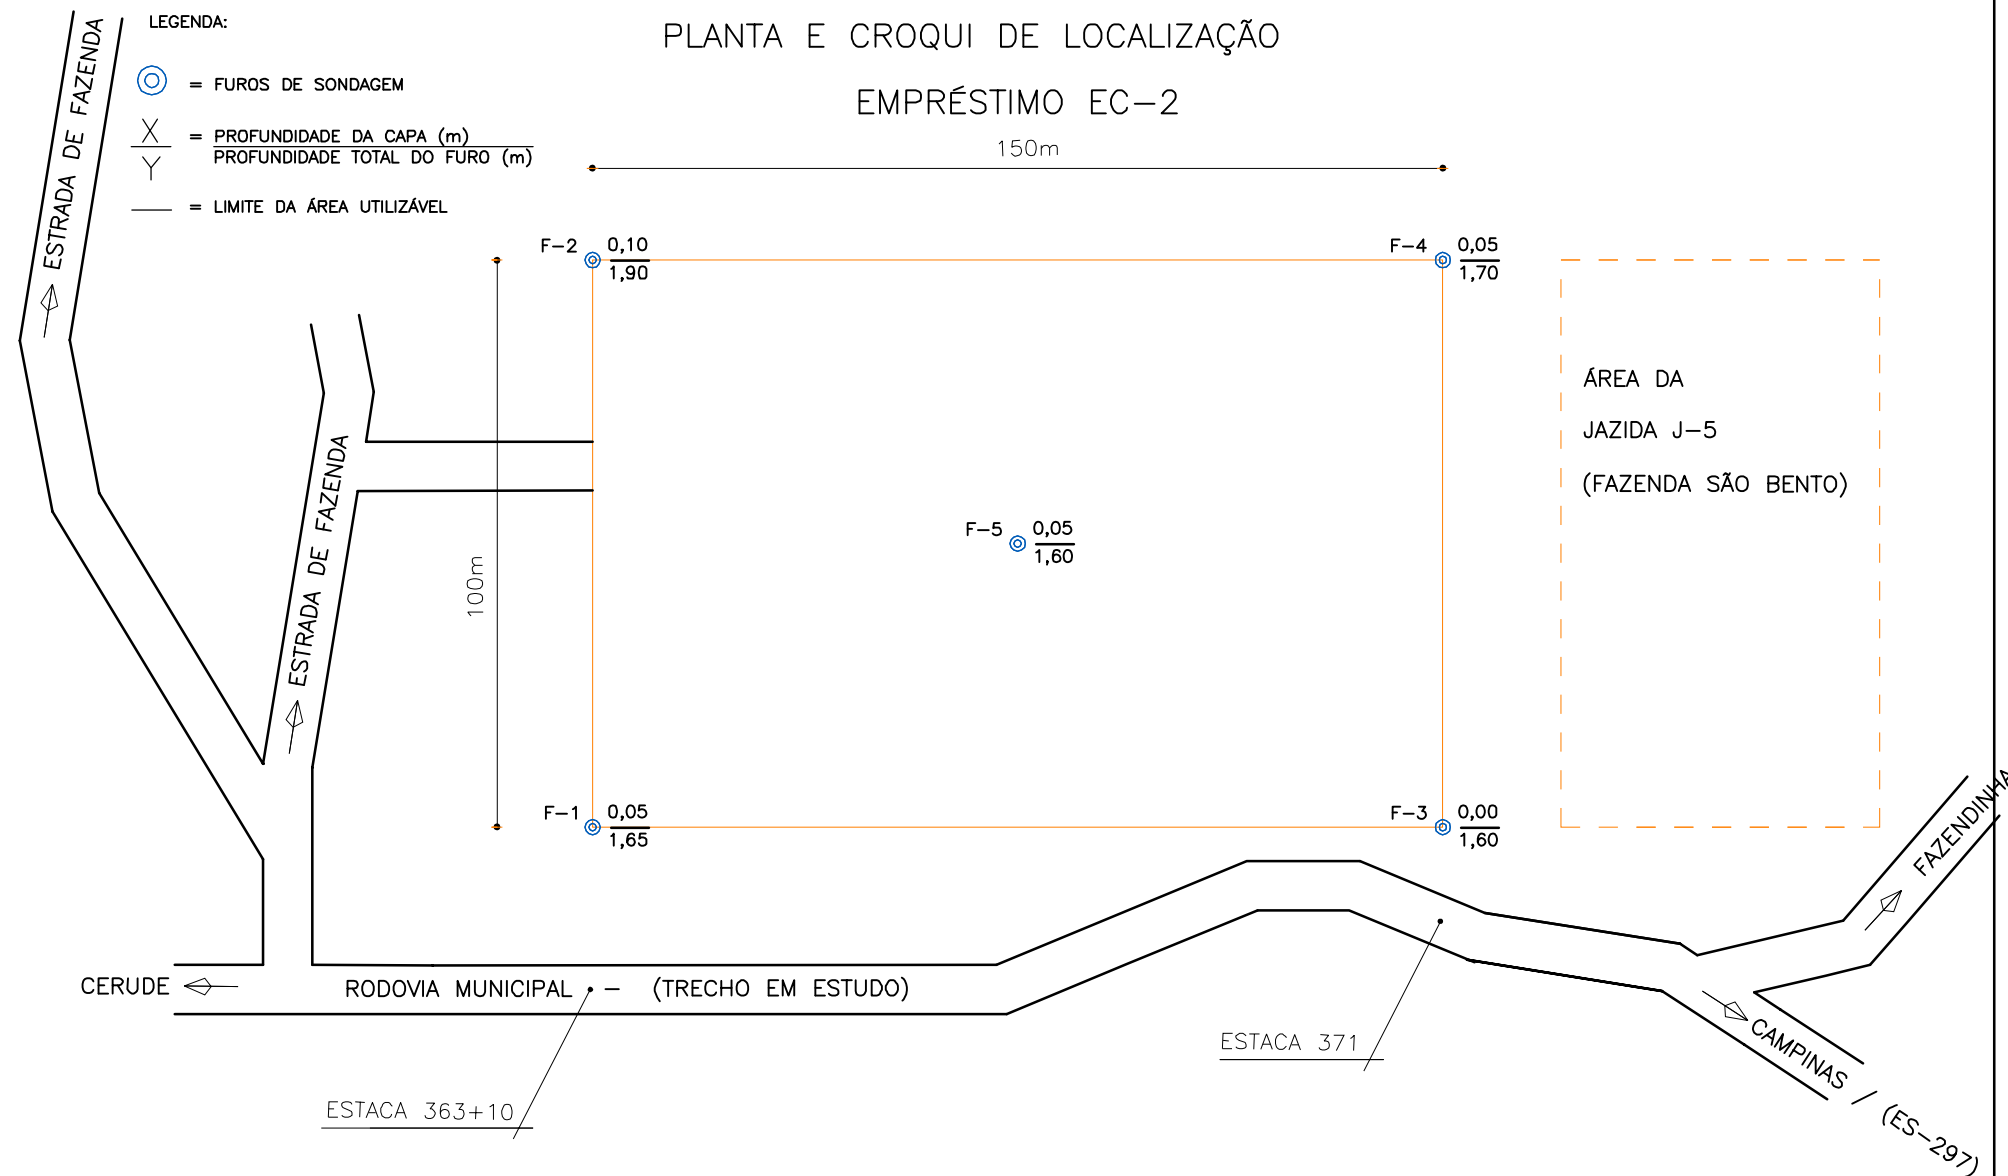 LEGENDA:
PLANTA E CROQUI DE LOCALIZAÇÃO
EMPRÉSTIMO EC-2
= FUROS DE SONDAGEM
X
Y
= PROFUNDIDADE DA CAPA (m)
PROFUNDIDADE TOTAL DO FURO (m)
= LIMITE DA ÁREA UTILIZÁVEL
150m
100m
ESTRADA DE FAZENDA
ESTRADA DE FAZENDA
F-2 0,10
1,90
F-4 0,05
1,70
ÁREA DA
JAZIDA J-5
(FAZENDA SÃO BENTO)
F-5 0,05
1,60
F-1 0,05
1,65
F-3 0,00
1,60
FAZENDINHA
CERUDE
RODOVIA MUNICIPAL - (TRECHO EM ESTUDO)
ESTACA 371
ESTACA 363+10
CAMPINAS / (ES-297)